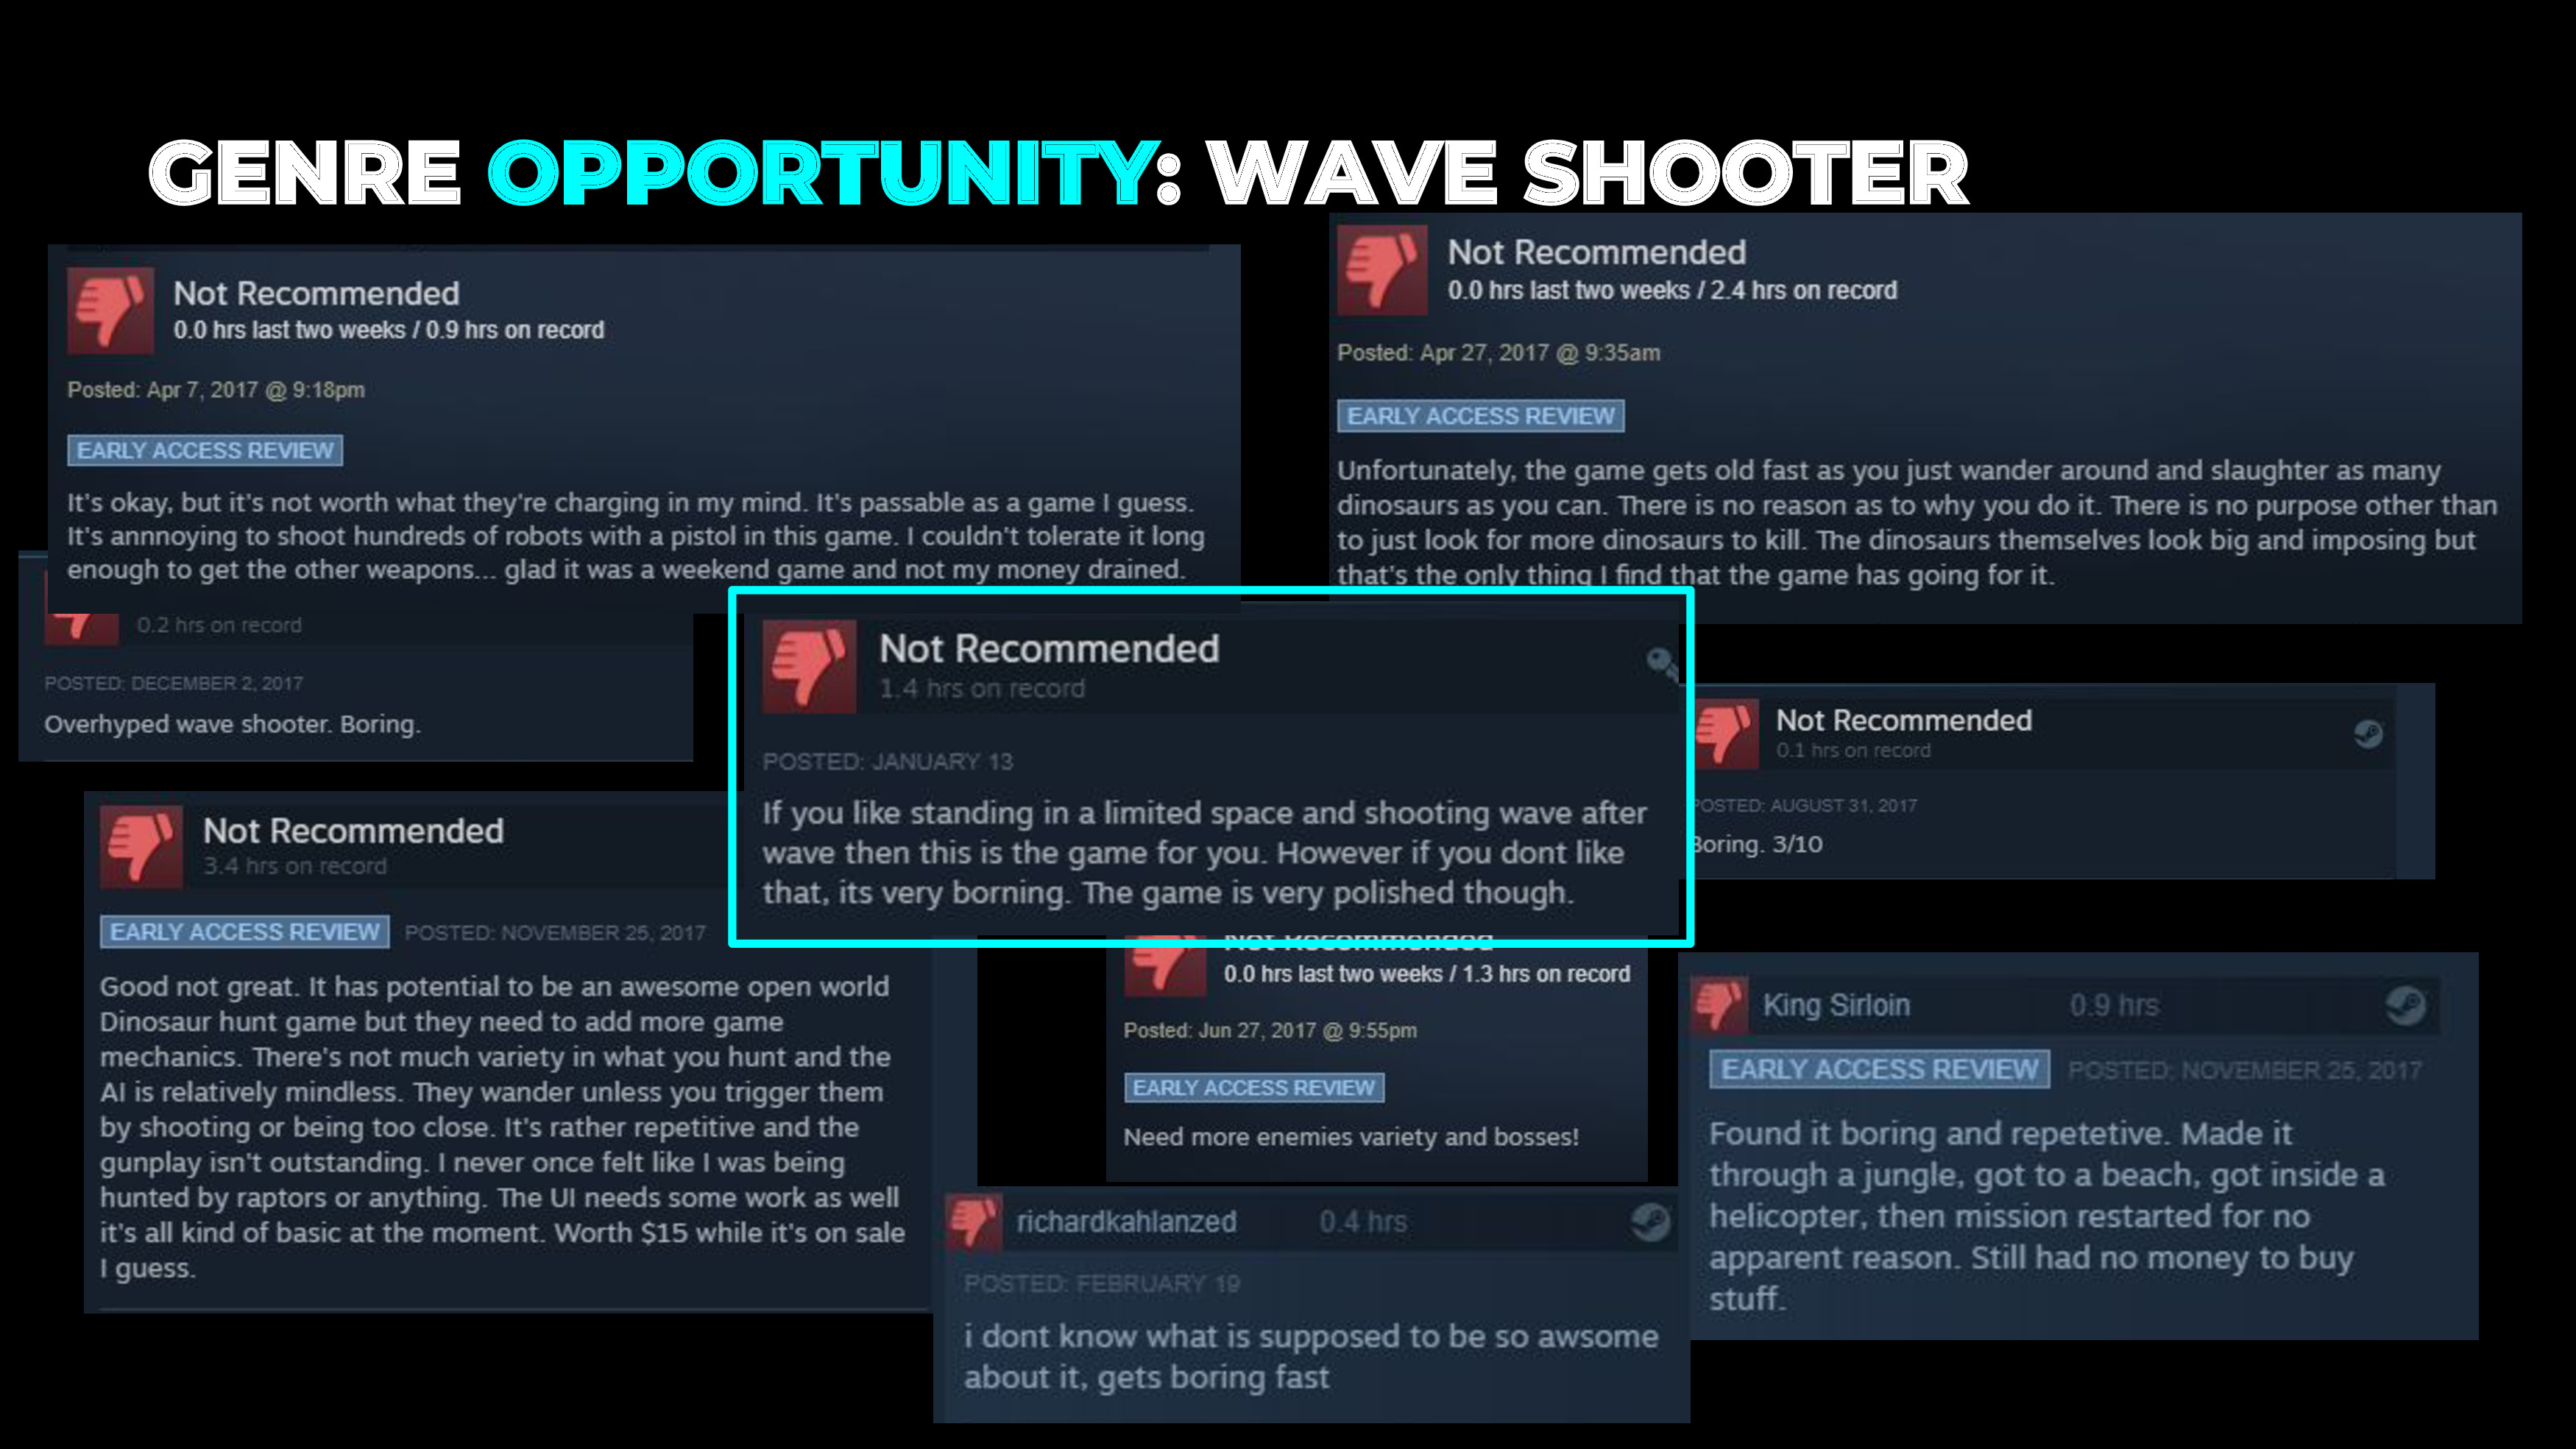 GENRE OPPORTUNITY: WAVE SHOOTER
Not Recommended
0.0 hrs last two weeks / 0.9 hrs on record
Posted: Apr 7, 2017 @ 9:18pm
EARLY ACCESS REVIEW
It's okay, but it's not worth what they're charging in my mind. It's passable as a game I guess.
It's annnoying to shoot hundreds of robots with a pistol in this game. I couldn't tolerate it long
enough to get the other weapons... glad it was a weekend game and not my money drained.
Not Recommended
0.0 hrs last two weeks / 2.4 hrs on record
Posted: Apr 27, 2017 @ 9:35am
EARLY ACCESS REVIEW
Unfortunately, the game gets old fast as you just wander around and slaughter as many
dinosaurs as you can. There is no reason as to why you do it. There is no purpose other than
to just look for more dinosaurs to kill. The dinosaurs themselves look big and imposing but
that's the only thing I find that the game has going for it.
0.2 hrs on record
POSTED: DECEMBER 2, 2017
Overhyped wave shooter. Boring.
Not Recommended
1.4 hrs on record
POSTED: JANUARY 13
If you like standing in a limited space and shooting wave after
wave then this is the game for you. However if you dont like
that, its very borning. The game is very polished though.
Not Recommended
0.1 hrs on record
POSTED: AUGUST 31, 2017
Boring. 3/10
Not Recommended
3.4 hrs on record
EARLY ACCESS REVIEW POSTED: NOVEMBER 25, 2017
Good not great. It has potential to be an awesome open world
Dinosaur hunt game but they need to add more game
mechanics. There's not much variety in what you hunt and the
AI is relatively mindless. They wander unless you trigger them
by shooting or being too close. It's rather repetitive and the
gunplay isn't outstanding. I never once felt like I was being
hunted by raptors or anything. The UI needs some work as well
it's all kind of basic at the moment. Worth $15 while it's on sale
I guess.
Not Recommended
0.0 hrs last two weeks / 1.3 hrs on record
Posted: Jun 27, 2017 @ 9:55pm
EARLY ACCESS REVIEW
Need more enemies variety and bosses!
King Sirloin 0.9 hrs
EARLY ACCESS REVIEW POSTED: NOVEMBER 25, 2017
Found it boring and repetetive. Made it
through a jungle, got to a beach, got inside a
helicopter, then mission restarted for no
apparent reason. Still had no money to buy
stuff.
richardkahlanzed 0.4 hrs
POSTED: FEBRUARY 19
i dont know what is supposed to be so awsome
about it, gets boring fast